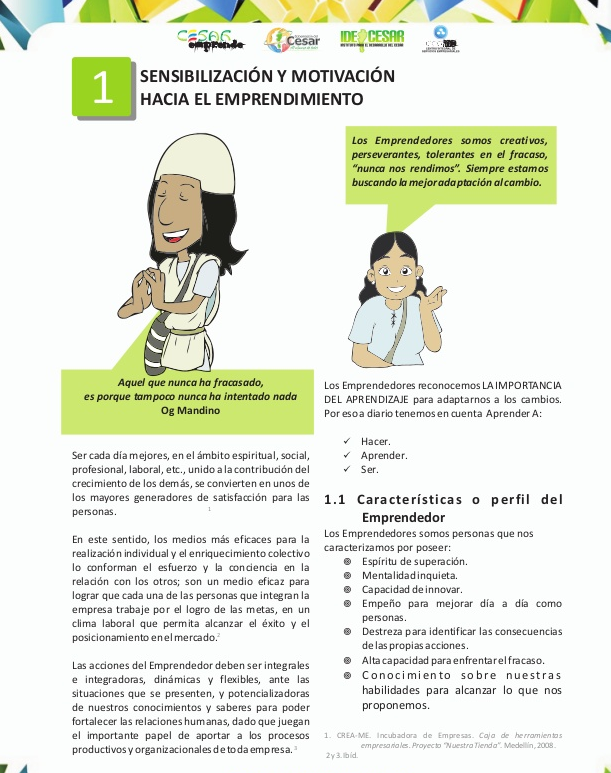 CESAR
emprende
Cesar
IDECESAR
INSTITUTO PARA EL DESARROLLO DEL CESAR
1
SENSIBILIZACIÓN Y MOTIVACIÓN
HACIA EL EMPRENDIMIENTO
Los Emprendedores somos creativos,
perseverantes, tolerantes en el fracaso,
“nunca nos rendimos”. Siempre estamos
buscando la mejor adaptación al cambio.
Aquel que nunca ha fracasado,
es porque tampoco nunca ha intentado nada
Og Mandino
Ser cada día mejores, en el ámbito espiritual, social,
profesional, laboral, etc., unido a la contribución del
crecimiento de los demás, se convierten en unos de
los mayores generadores de satisfacción para las
personas. 1
En este sentido, los medios más eficaces para la
realización individual y el enriquecimiento colectivo
lo conforman el esfuerzo y la conciencia en la
relación con los otros; son un medio eficaz para
lograr que cada una de las personas que integran la
empresa trabaje por el logro de las metas, en un
clima laboral que permita alcanzar el éxito y el
posicionamiento en el mercado.2
Las acciones del Emprendedor deben ser integrales
e integradoras, dinámicas y flexibles, ante las
situaciones que se presenten, y potencializadoras
de nuestros conocimientos y saberes para poder
fortalecer las relaciones humanas, dado que juegan
el importante papel de aportar a los procesos
productivos y organizacionales de toda empresa. 3
Los Emprendedores reconocemos LA IMPORTANCIA
DEL APRENDIZAJE para adaptarnos a los cambios.
Por eso a diario tenemos en cuenta Aprender A:
✓ Hacer.
✓ Aprender.
✓ Ser.
1.1 Características o perfil del
Emprendedor
Los Emprendedores somos personas que nos
caracterizamos por poseer:
Espíritu de superación.
Mentalidad inquieta.
Capacidad de innovar.
Empeño para mejorar día a día como
personas.
Destreza para identificar las consecuencias
de las propias acciones.
Alta capacidad para enfrentar el fracaso.
Conocimiento sobre nuestras
habilidades para alcanzar lo que nos
proponemos.
1. CREA-ME. Incubadora de Empresas. Caja de herramientas
empresariales. Proyecto “Nuestra Tienda”. Medellín, 2008.
2 y 3. Ibíd.